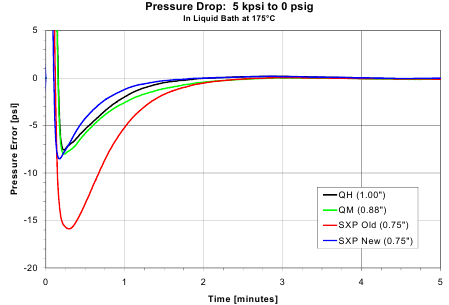 Pressure Drop: 5 kpsi to 0 psig
In Liquid Bath at 175°C
5
0
-5
-10
-15
-20
Pressure Error [psi]
QH (1.00")
QM (0.88")
SXP Old (0.75")
SXP New (0.75")
0 1 2 3 4 5
Time [minutes]